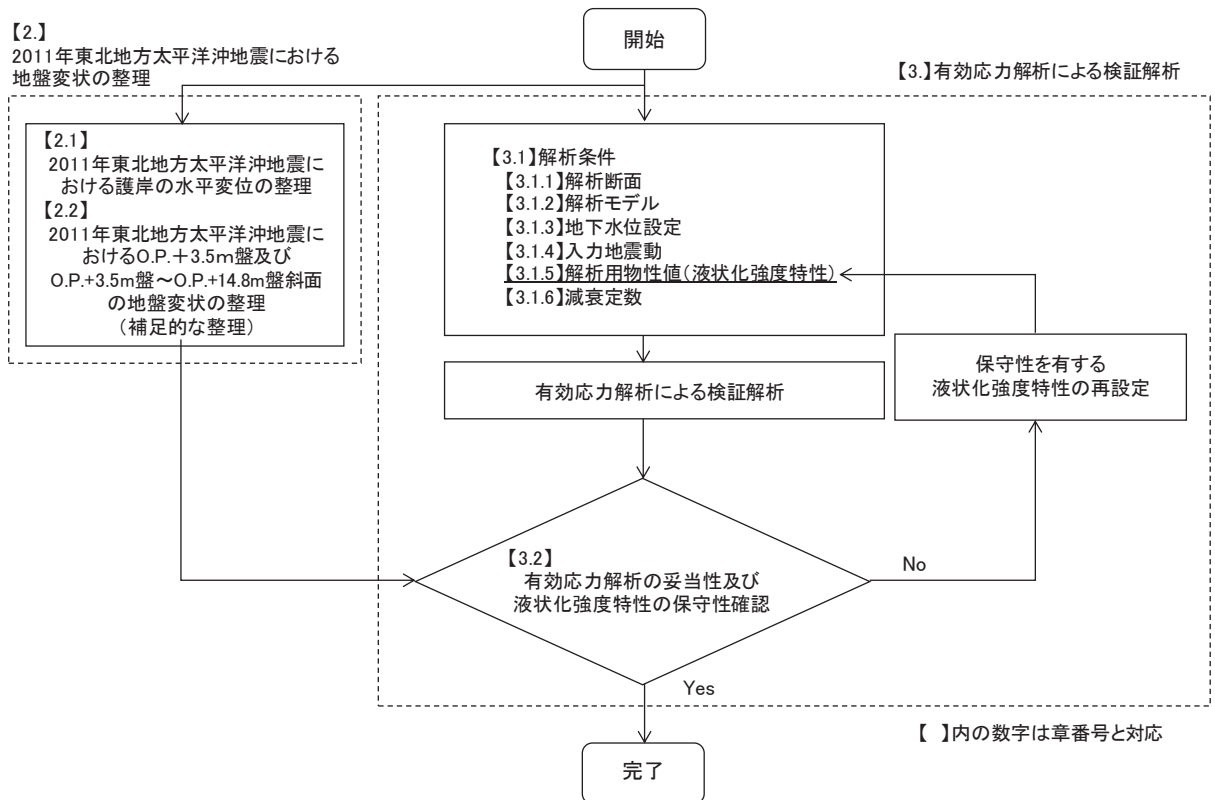 開始
【2.】
2011年東北地方太平洋沖地震における
地盤変状の整理
【2.1】
2011年東北地方太平洋沖地震に
おける護岸の水平変位の整理
【2.2】
2011年東北地方太平洋沖地震に
おけるO.P.+3.5m盤及び
O.P.+3.5m盤~O.P.+14.8m盤斜面
の地盤変状の整理
（補足的な整理）
【3.】有効応力解析による検証解析
【3.1】解析条件
【3.1.1】解析断面
【3.1.2】解析モデル
【3.1.3】地下水位設定
【3.1.4】入力地震動
【3.1.5】解析用物性値(液状化強度特性)
【3.1.6】減衰定数
有効応力解析による検証解析
保守性を有する
液状化強度特性の再設定
【3.2】
有効応力解析の妥当性及び
液状化強度特性の保守性確認
No
Yes
【 】内の数字は章番号と対応
完了